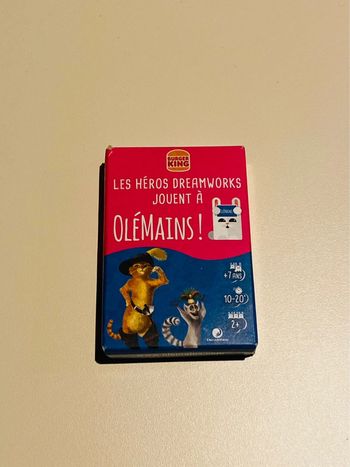 BURGER
KING
LES HÉROS DREAMWORKS
JOUENT À
OLÉMAINS !
+7 ANS
10-20'
2+